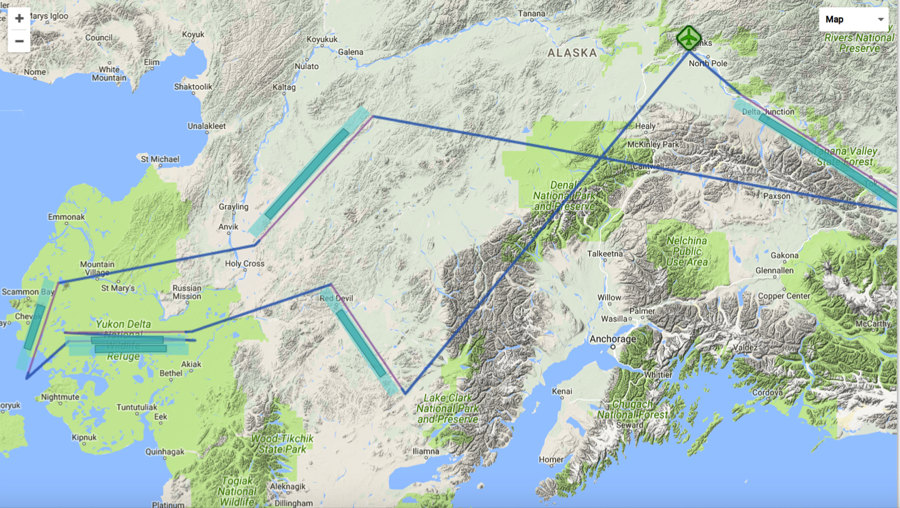 +
−
Map
Marys Igloo
Council
White
Mountain
Elim
Koyuk
Nome
Shaktoolik
Unalakleet
St Michael
Koyukuk
Galena
Nulato
Kaltag
Tanana
ALASKA
North Pole
Rivers National
Preserve
Delta Junction
State Forest
Healy
McKinley Park
Paxson
Denali
National Park
and Preserve
Grayling
Anvik
Holy Cross
Emmonak
Mountain
Village
St Mary's
Russian
Mission
Scammon Bay
Yukon Delta
National
Refuge
Akiak
Bethel
Nightmute
Tuntutuliak
Eek
Kipnuk
Quinhagak
Red Devil
Talkeetna
Nelchina
Public
Use Area
Gakona
Glennallen
Willow
Wasilla
Palmer
Copper Center
McCarthy
Anchorage
Whittier
Valdez
Cordova
Kenai
Chugach
National Forest
Seward
Homer
Lake Clark
National Park
and Preserve
Iliamna
Wood-Tikchik
State Park
Togiak
National
Wildlife
Aleknagik
Dillingham
Platinum